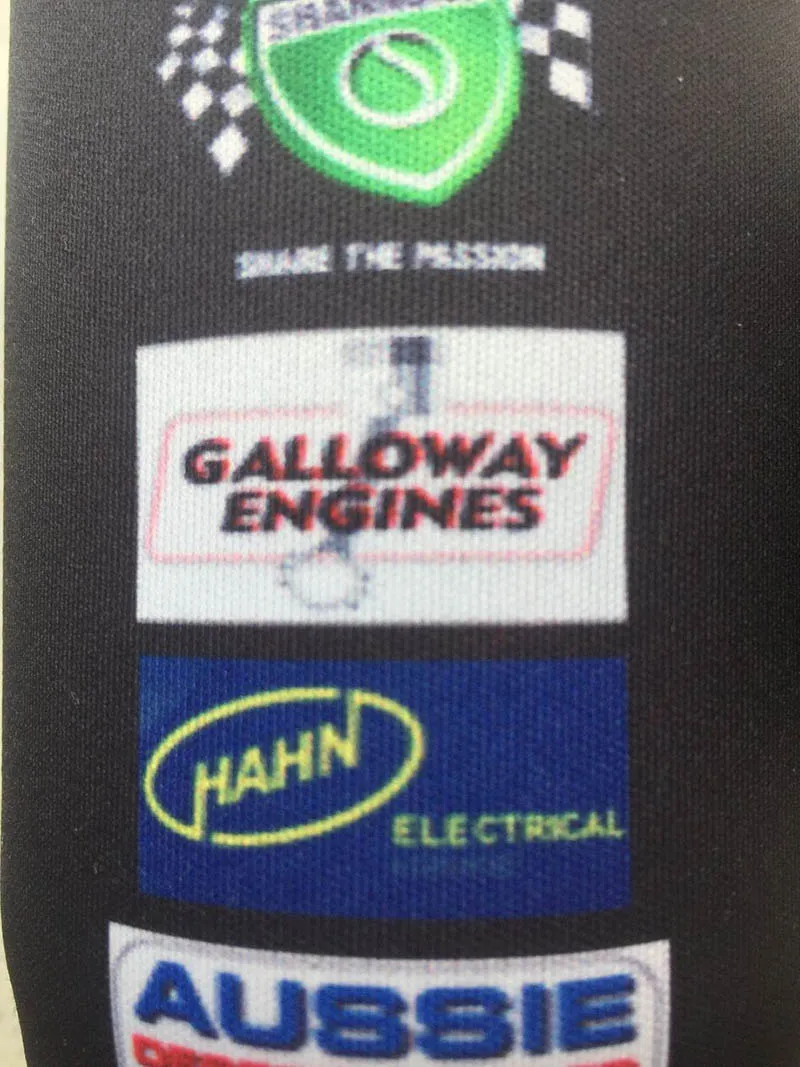 SHARE THE PASSION
GALLOWAY
ENGINES
HAHN
ELECTRICAL
AUSSIE